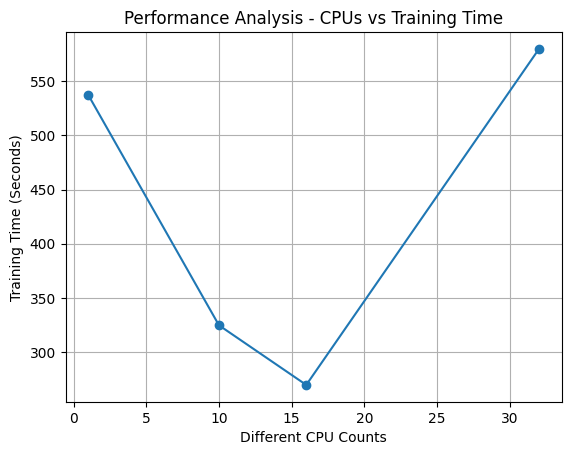 Performance Analysis - CPUs vs Training Time
Training Time (Seconds)
550
500
450
400
350
300
0 5 10 15 20 25 30
Different CPU Counts